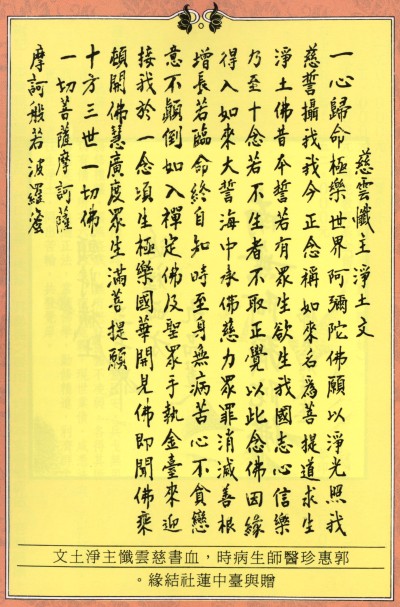 慈雲懺主淨土文
一心歸命極樂世界阿彌陀佛願以淨光照我
慈誓攝我我今正念稱如來名為菩提道求生
淨土佛昔本誓若有眾生欲生我國志心信樂
乃至十念若不生者不取正覺以此念佛因緣
得入如來大誓海中承佛慈力眾罪消滅善根
增長若臨命終自知時至身無病苦心不貪戀
意不顛倒如入禪定佛及聖眾手執金臺來迎
接我於一念頃生極樂國華開見佛即聞佛乘
頓開佛慧廣度眾生滿菩提願
十方三世一切佛
一切菩薩摩訶薩
摩訶般若波羅蜜
郭惠珍醫師生病時，血書慈雲懺主淨土文
贈與臺中蓮社結緣。